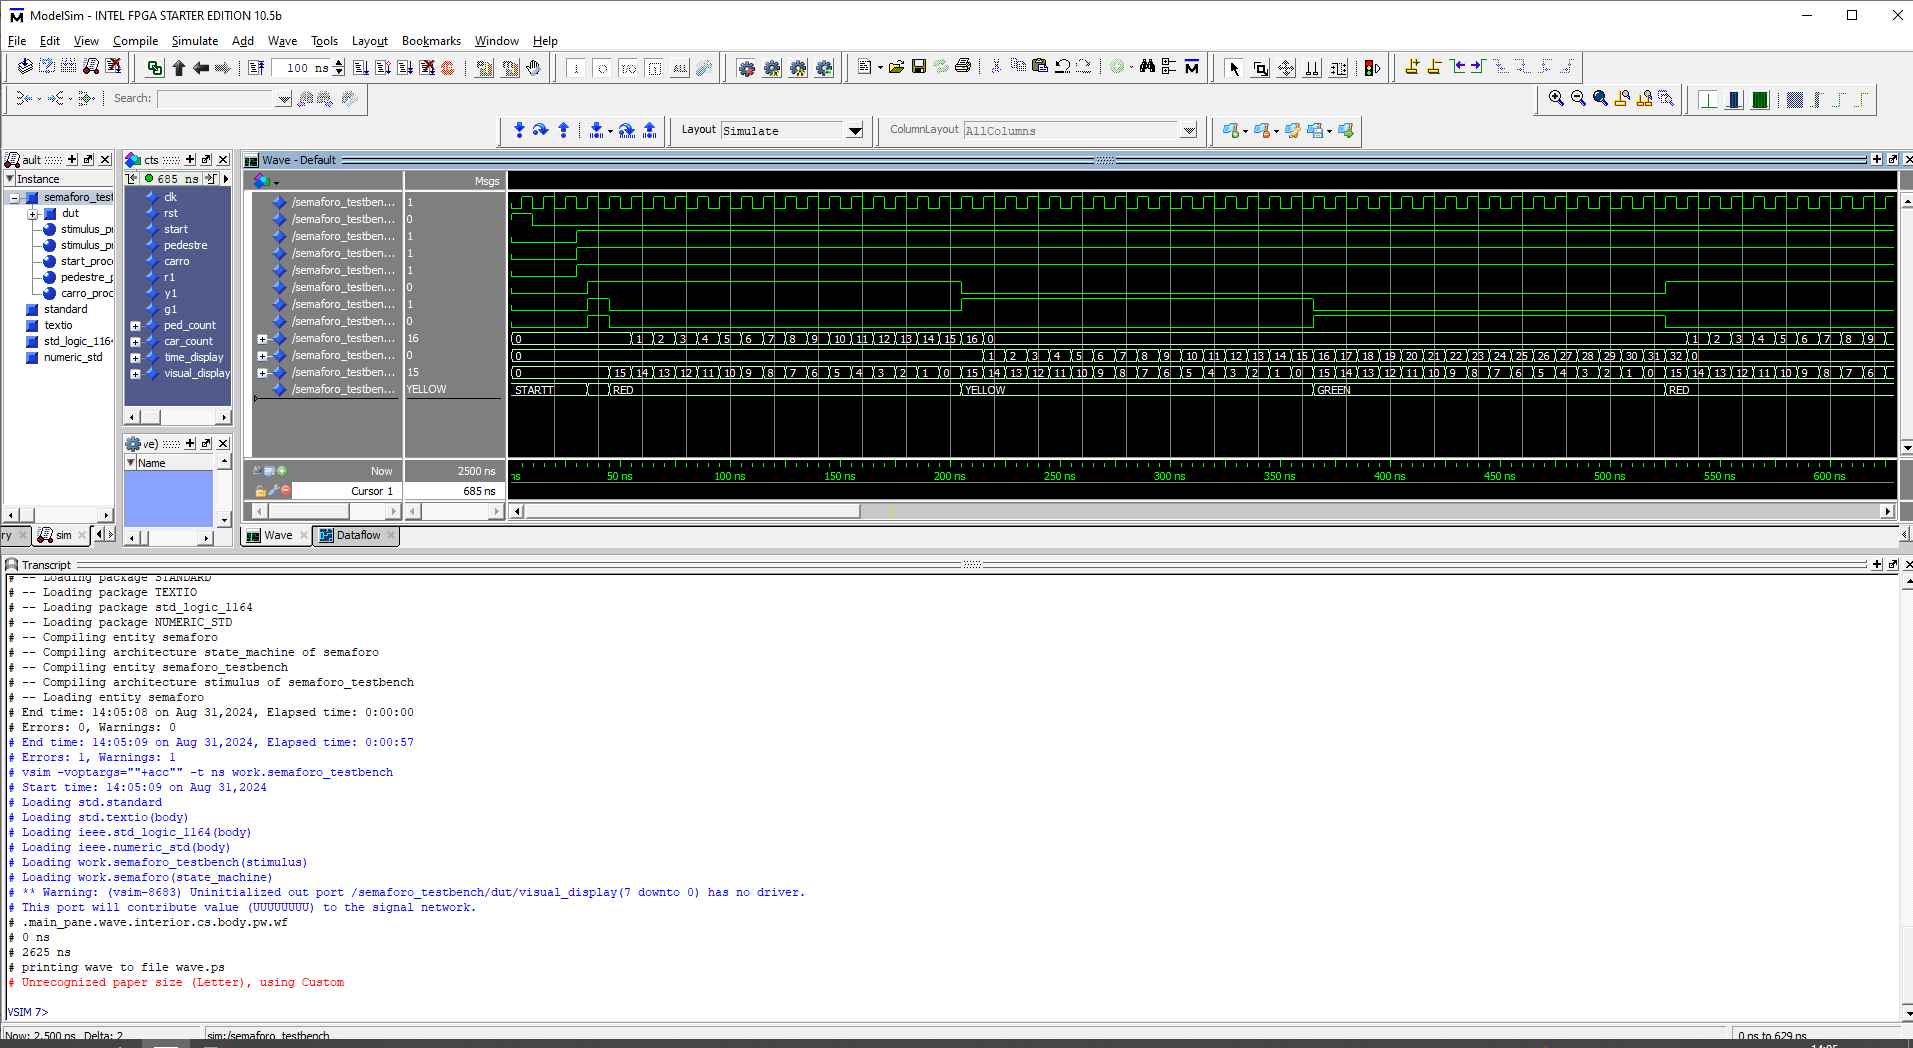 ModelSim - INTEL FPGA STARTER EDITION 10.5b
File Edit View Compile Simulate Add Wave Tools Layout Bookmarks Window Help
100 ns
Search:
Layout Simulate ColumnLayout AllColumns
ault
Instance
semaforo_test
dut
stimulus_pr
stimulus_pr
start_proce
pedestre_p
carro_proc
standard
textio
std_logic_1164
numeric_std
cts
685 ns
clk
rst
start
pedestre
carro
r1
y1
g1
ped_count
car_count
time_display
visual_display
ve)
Name
ry sim
Wave - Default
Msgs
/semaforo_testben... 1
/semaforo_testben... 0
/semaforo_testben... 1
/semaforo_testben... 1
/semaforo_testben... 1
/semaforo_testben... 0
/semaforo_testben... 1
/semaforo_testben... 0
/semaforo_testben... 16 0 1 2 3 4 5 6 7 8 9 10 11 12 13 14 15 16 0 1 2 3 4 5 6 7 8 9
/semaforo_testben... 0 0 1 2 3 4 5 6 7 8 9 10 11 12 13 14 15 16 17 18 19 20 21 22 23 24 25 26 27 28 29 30 31 32 0
/semaforo_testben... 15 0 15 14 13 12 11 10 9 8 7 6 5 4 3 2 1 0 15 14 13 12 11 10 9 8 7 6 5 4 3 2 1 0 15 14 13 12 11 10 9 8 7 6 5 4 3 2 1 0 15 14 13 12 11 10 9 8 7 6
/semaforo_testben... YELLOW STARTT RED YELLOW GREEN RED
Now 2500 ns ns 50 ns 100 ns 150 ns 200 ns 250 ns 300 ns 350 ns 400 ns 450 ns 500 ns 550 ns 600 ns
Cursor 1 685 ns
Wave Dataflow
Transcript
# -- Loading package STANDARD
# -- Loading package TEXTIO
# -- Loading package std_logic_1164
# -- Loading package NUMERIC_STD
# -- Compiling entity semaforo
# -- Compiling architecture state_machine of semaforo
# -- Compiling entity semaforo_testbench
# -- Compiling architecture stimulus of semaforo_testbench
# -- Loading entity semaforo
# End time: 14:05:08 on Aug 31,2024, Elapsed time: 0:00:00
# Errors: 0, Warnings: 0
# End time: 14:05:09 on Aug 31,2024, Elapsed time: 0:00:57
# Errors: 1, Warnings: 1
# vsim -voptargs=""+acc"" -t ns work.semaforo_testbench
# Start time: 14:05:09 on Aug 31,2024
# Loading std.standard
# Loading std.textio(body)
# Loading ieee.std_logic_1164(body)
# Loading ieee.numeric_std(body)
# Loading work.semaforo_testbench(stimulus)
# Loading work.semaforo(state_machine)
# ** Warning: (vsim-8683) Uninitialized out port /semaforo_testbench/dut/visual_display(7 downto 0) has no driver.
# This port will contribute value (UUUUUUUU) to the signal network.
# .main_pane.wave.interior.cs.body.pw.wf
# 0 ns
# 2625 ns
# printing wave to file wave.ps
# Unrecognized paper size (Letter), using Custom
VSIM 7>
Now: 2,500 ns Delta: 2 sim:/semaforo_testbench 0 ns to 629 ns